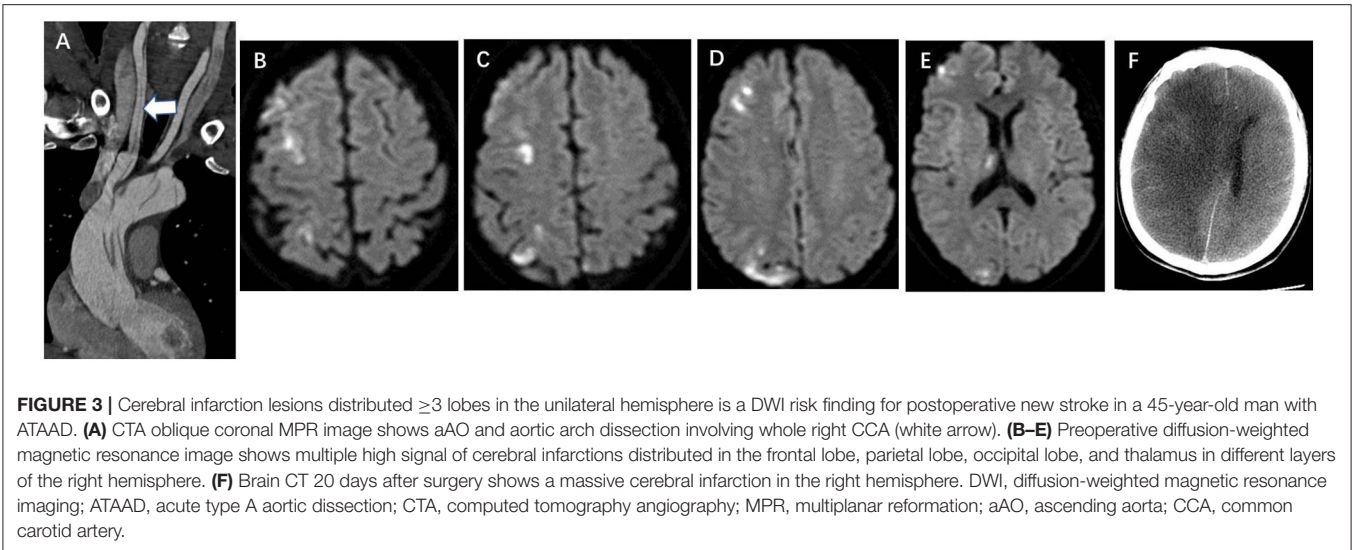 A
B
C
D
E
F
FIGURE 3 | Cerebral infarction lesions distributed ≥3 lobes in the unilateral hemisphere is a DWI risk finding for postoperative new stroke in a 45-year-old man with
ATAAD. (A) CTA oblique coronal MPR image shows aAO and aortic arch dissection involving whole right CCA (white arrow). (B–E) Preoperative diffusion-weighted
magnetic resonance image shows multiple high signal of cerebral infarctions distributed in the frontal lobe, parietal lobe, occipital lobe, and thalamus in different layers
of the right hemisphere. (F) Brain CT 20 days after surgery shows a massive cerebral infarction in the right hemisphere. DWI, diffusion-weighted magnetic resonance
imaging; ATAAD, acute type A aortic dissection; CTA, computed tomography angiography; MPR, multiplanar reformation; aAO, ascending aorta; CCA, common
carotid artery.